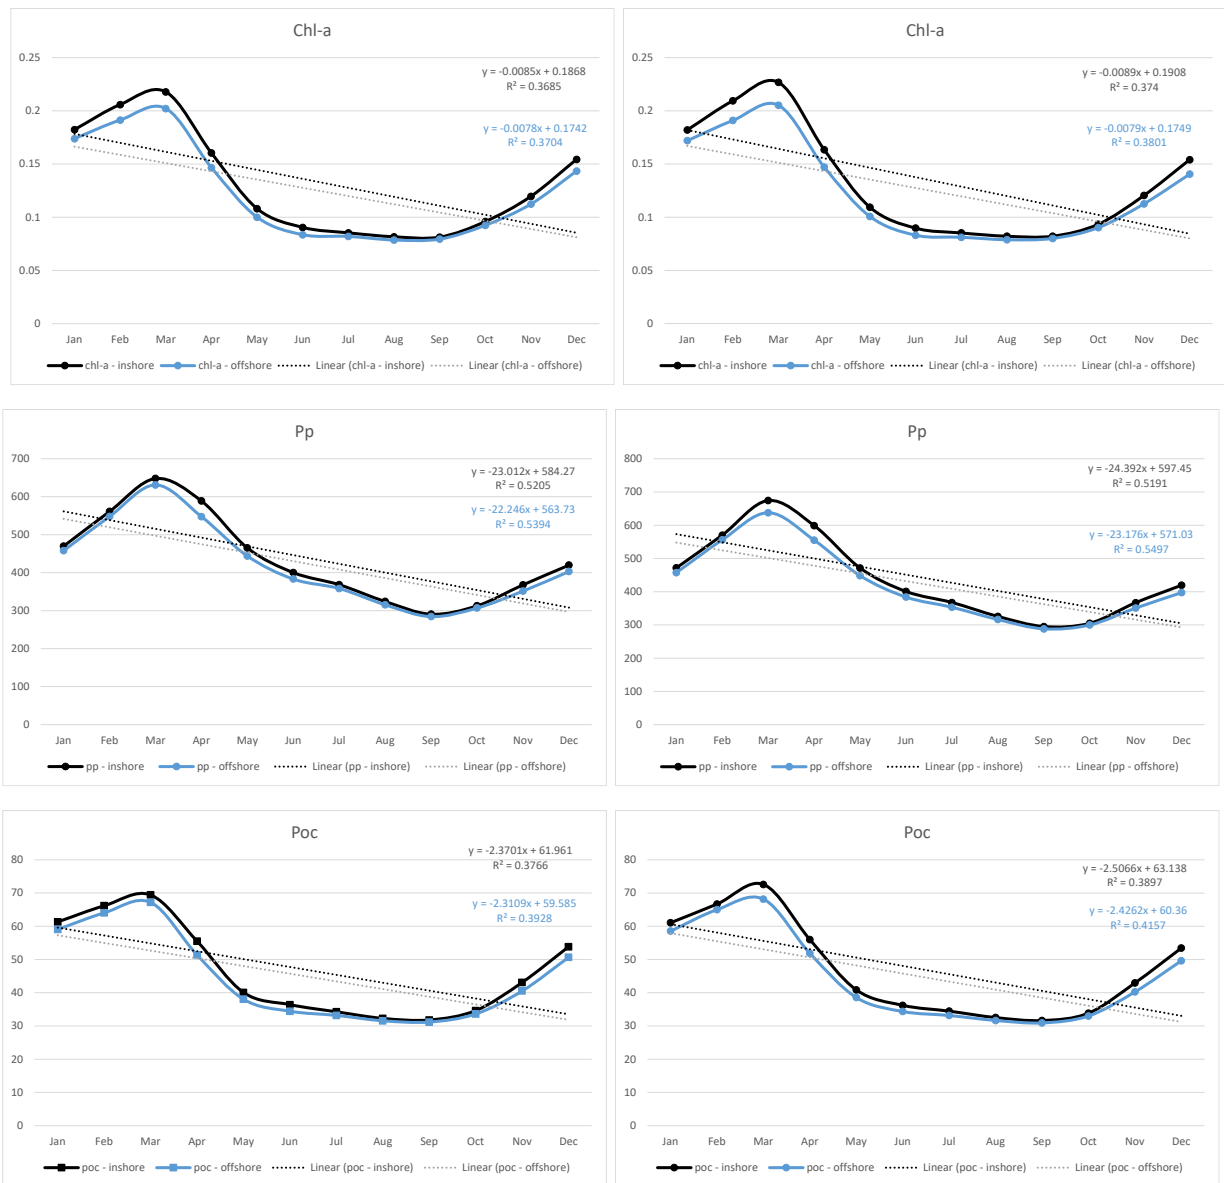 Chl-a
0.25
y = -0.0085x + 0.1868
R² = 0.3685
0.2
y = -0.0078x + 0.1742
R² = 0.3704
0.15
0.1
0.05
0
Jan Feb Mar Apr May Jun Jul Aug Sep Oct Nov Dec
chl-a - inshore chl-a - offshore Linear (chl-a - inshore) Linear (chl-a - offshore)
Chl-a
0.25
y = -0.0089x + 0.1908
R² = 0.374
0.2
y = -0.0079x + 0.1749
R² = 0.3801
0.15
0.1
0.05
0
Jan Feb Mar Apr May Jun Jul Aug Sep Oct Nov Dec
chl-a - inshore chl-a - offshore Linear (chl-a - inshore) Linear (chl-a - offshore)
Pp
700
y = -23.012x + 584.27
R² = 0.5205
600
y = -22.246x + 563.73
R² = 0.5394
500
400
300
200
100
0
Jan Feb Mar Apr May Jun Jul Aug Sep Oct Nov Dec
pp - inshore pp - offshore Linear (pp - inshore) Linear (pp - offshore)
Pp
800
y = -24.392x + 597.45
R² = 0.5191
700
600
y = -23.176x + 571.03
R² = 0.5497
500
400
300
200
100
0
Jan Feb Mar Apr May Jun Jul Aug Sep Oct Nov Dec
pp - inshore pp - offshore Linear (pp - inshore) Linear (pp - offshore)
Poc
y = -2.3701x + 61.961
R² = 0.3766
80
70
y = -2.3109x + 59.585
R² = 0.3928
60
50
40
30
20
10
0
Jan Feb Mar Apr May Jun Jul Aug Sep Oct Nov Dec
poc - inshore poc - offshore Linear (poc - inshore) Linear (poc - offshore)
Poc
80
y = -2.5066x + 63.138
R² = 0.3897
70
y = -2.4262x + 60.36
R² = 0.4157
60
50
40
30
20
10
0
Jan Feb Mar Apr May Jun Jul Aug Sep Oct Nov Dec
poc - inshore poc - offshore Linear (poc - inshore) Linear (poc - offshore)